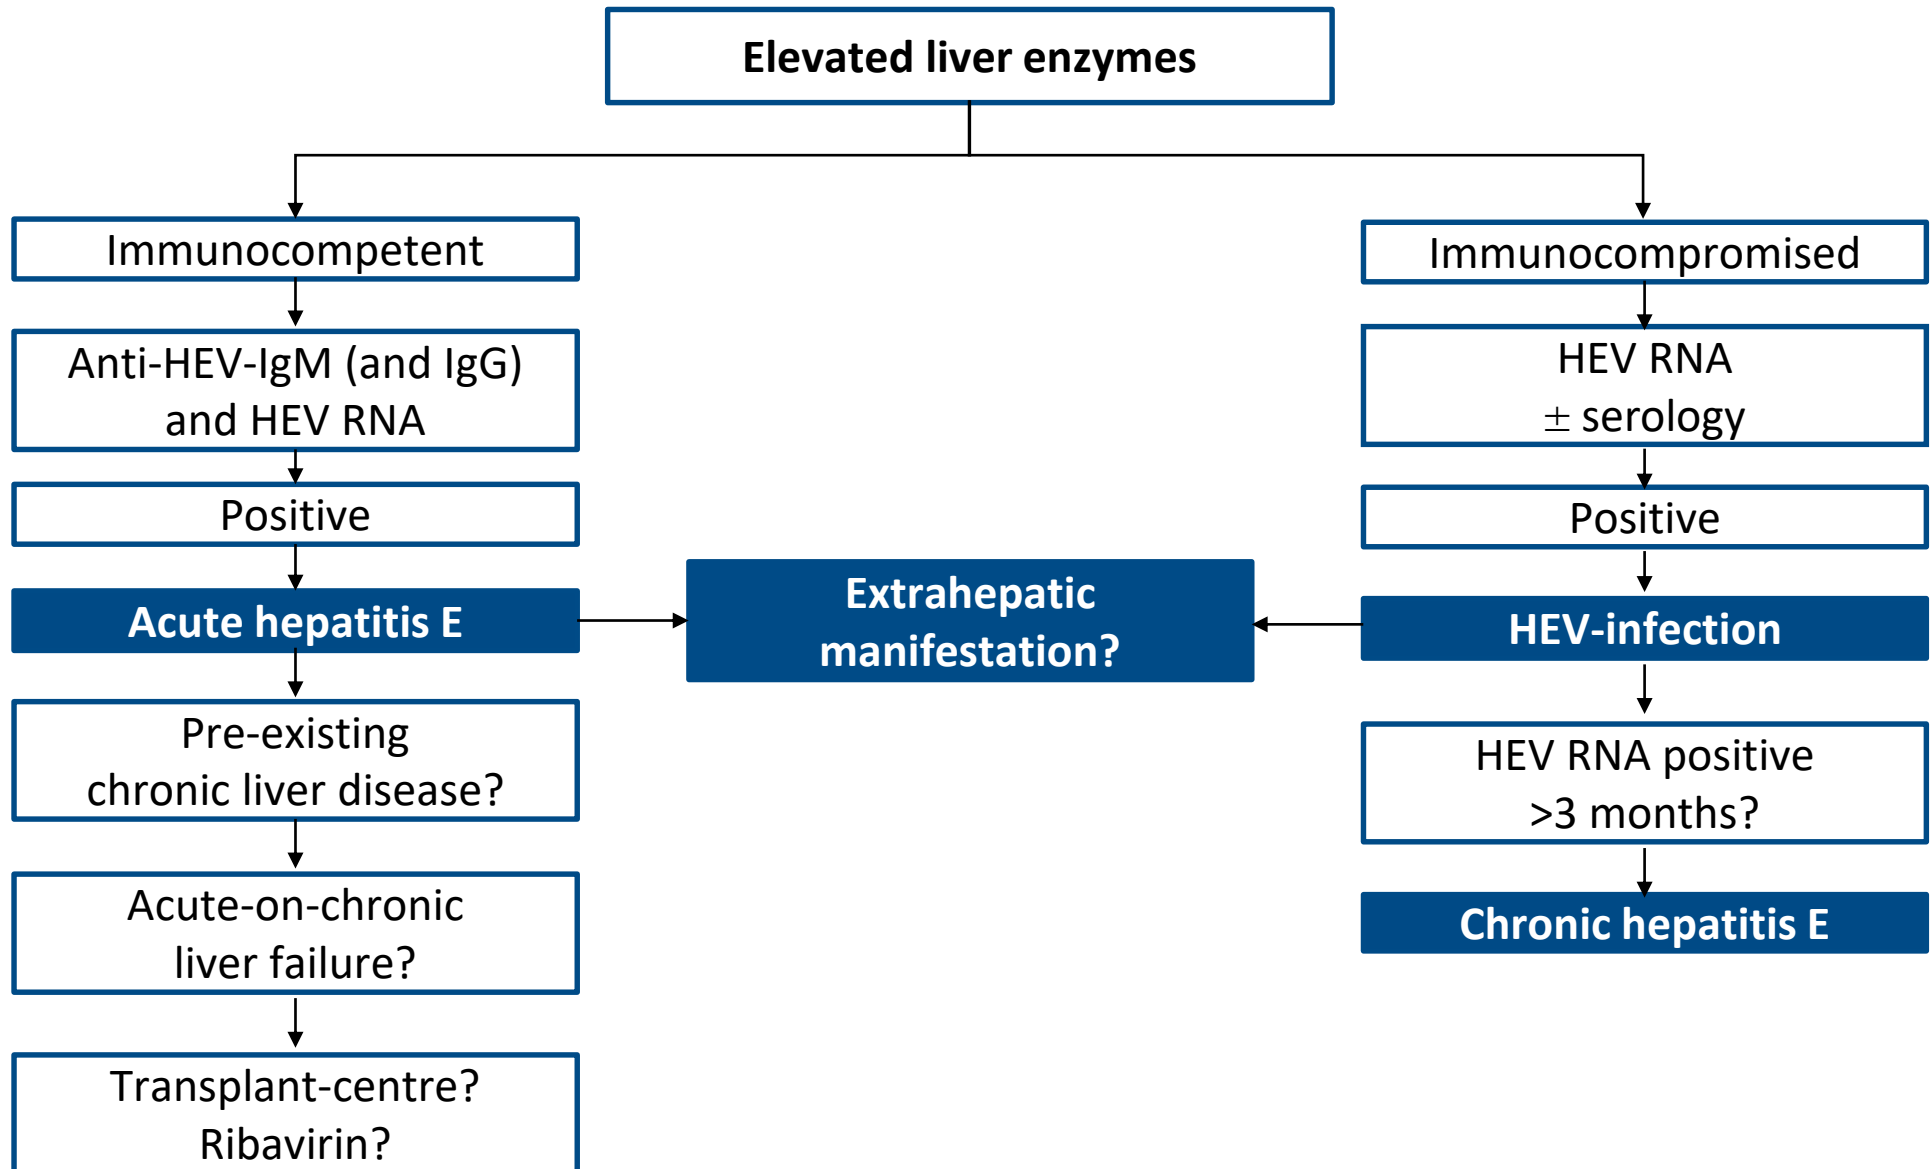 Elevated liver enzymes
Immunocompetent
Anti-HEV-IgM (and IgG)
and HEV RNA
Positive
Acute hepatitis E
Pre-existing
chronic liver disease?
Acute-on-chronic
liver failure?
Transplant-centre?
Ribavirin?
Extrahepatic
manifestation?
Immunocompromised
HEV RNA
± serology
Positive
HEV-infection
HEV RNA positive
>3 months?
Chronic hepatitis E